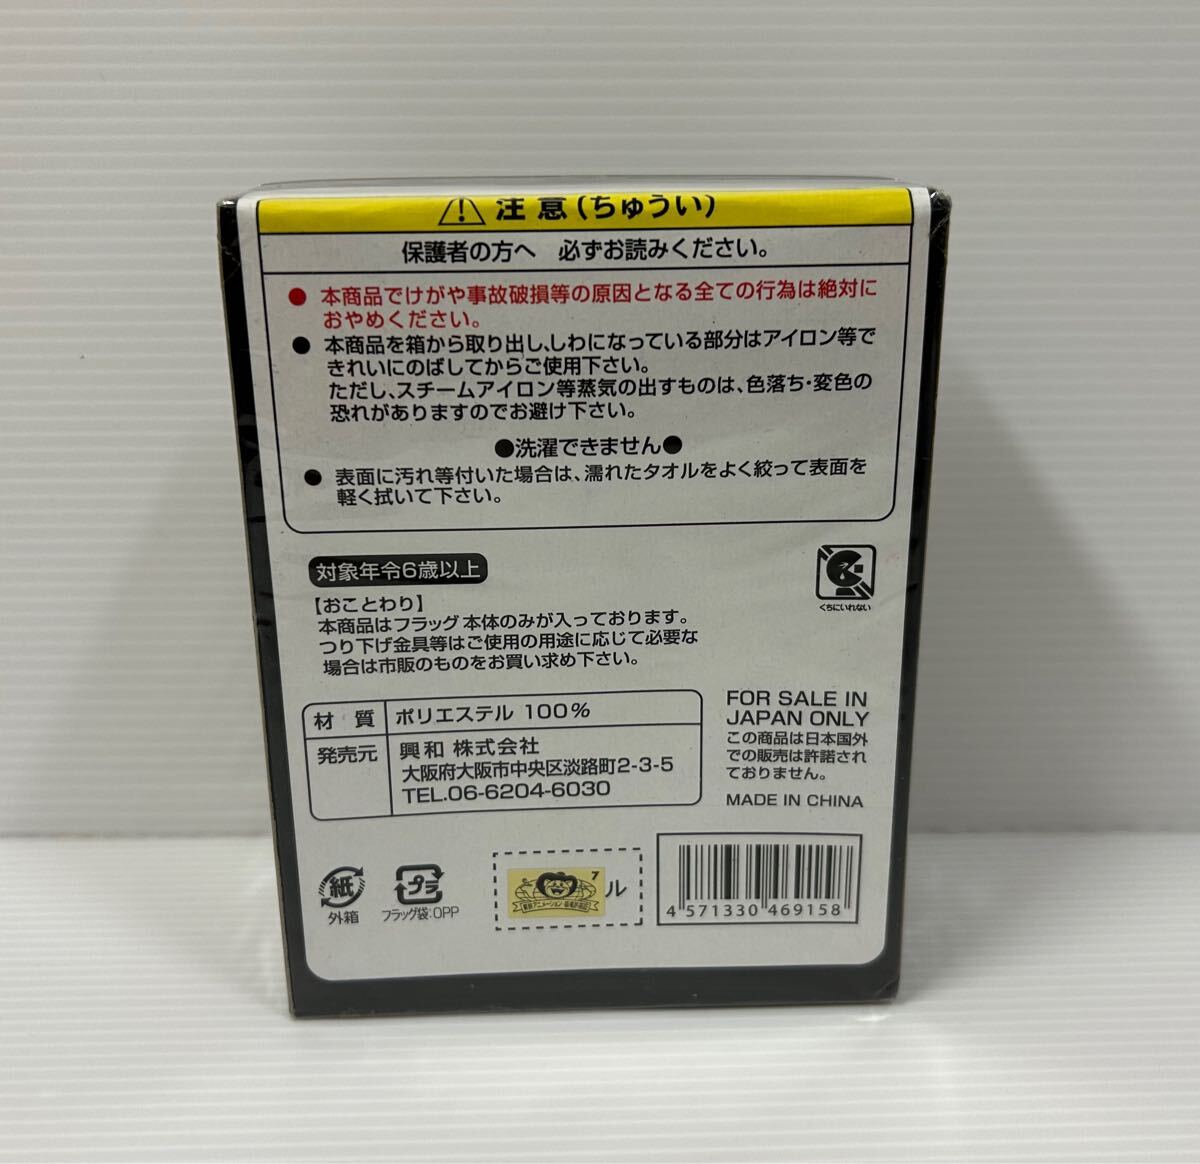 注意(ちゅうい)
保護者の方へ 必ずお読みください。
● 本商品でけがや事故破損等の原因となる全ての行為は絶対に
おやめください。
● 本商品を箱から取り出し、しわになっている部分はアイロン等で
きれいにのばしてからご使用下さい。
ただし、スチームアイロン等蒸気の出すものは、色落ち・変色の
恐れがありますのでお避け下さい。
●洗濯できません●
● 表面に汚れ等付いた場合は、濡れたタオルをよく絞って表面を
軽く拭いて下さい。
対象年令6歳以上
くちにいれない
【おことわり】
本商品はフラッグ本体のみが入っております。
つり下げ金具等はご使用の用途に応じて必要な
場合は市販のものをお買い求め下さい。
材質 ポリエステル 100%
発売元 興和 株式会社
大阪府大阪市中央区淡路町2-3-5
TEL.06-6204-6030
FOR SALE IN
JAPAN ONLY
この商品は日本国外
での販売は許諾され
ておりません。
MADE IN CHINA
紙
外箱
プラ
フラッグ袋:OPP
7
東映アニメーション
ル
4 571330 469158